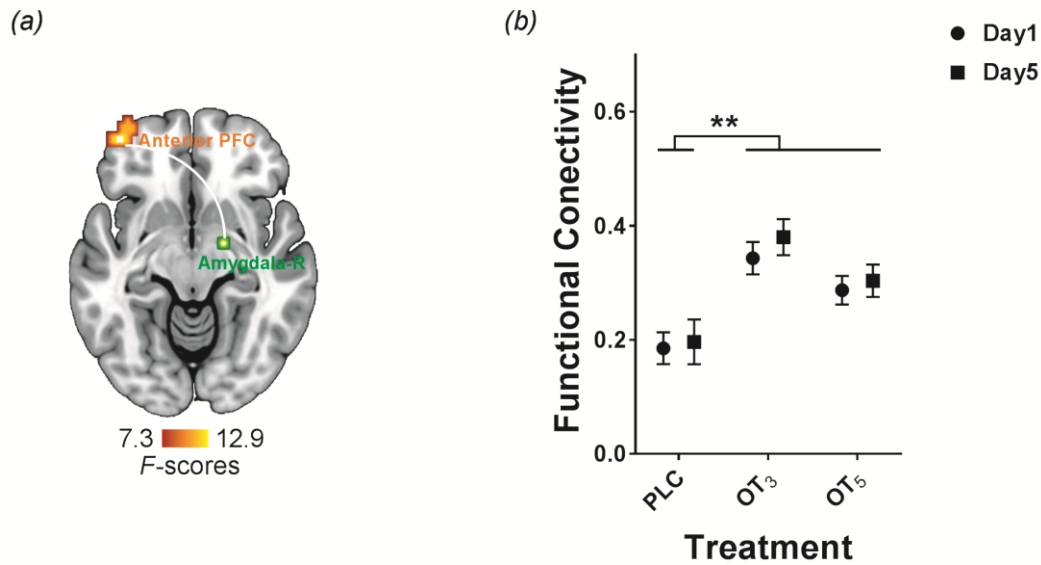 (a)
Anterior PFC
Amygdala-R
7.3 12.9
F-scores
(b)
Day1
Day5
Functional Conectivity
0.6
0.4
0.2
0.0
**
PLC
OT₃
OT₅
Treatment